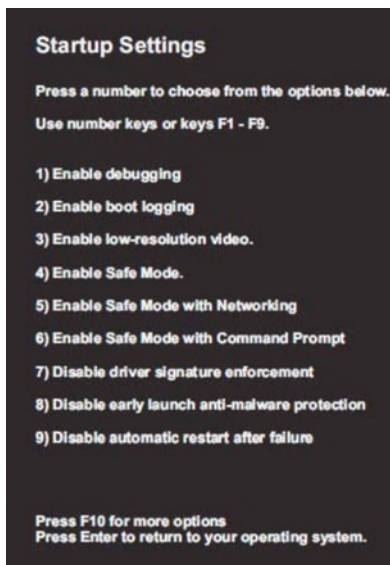 Startup Settings
Press a number to choose from the options below.
Use number keys or keys F1 - F9.
1) Enable debugging
2) Enable boot logging
3) Enable low-resolution video.
4) Enable Safe Mode.
5) Enable Safe Mode with Networking
6) Enable Safe Mode with Command Prompt
7) Disable driver signature enforcement
8) Disable early launch anti-malware protection
9) Disable automatic restart after failure
Press F10 for more options
Press Enter to return to your operating system.